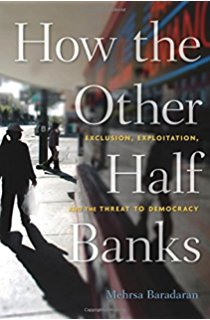 How the
Other
EXCLUSION, EXPLOITATION,
Half
AND THE THREAT TO DEMOCRACY
Banks
Mehrsa Baradaran